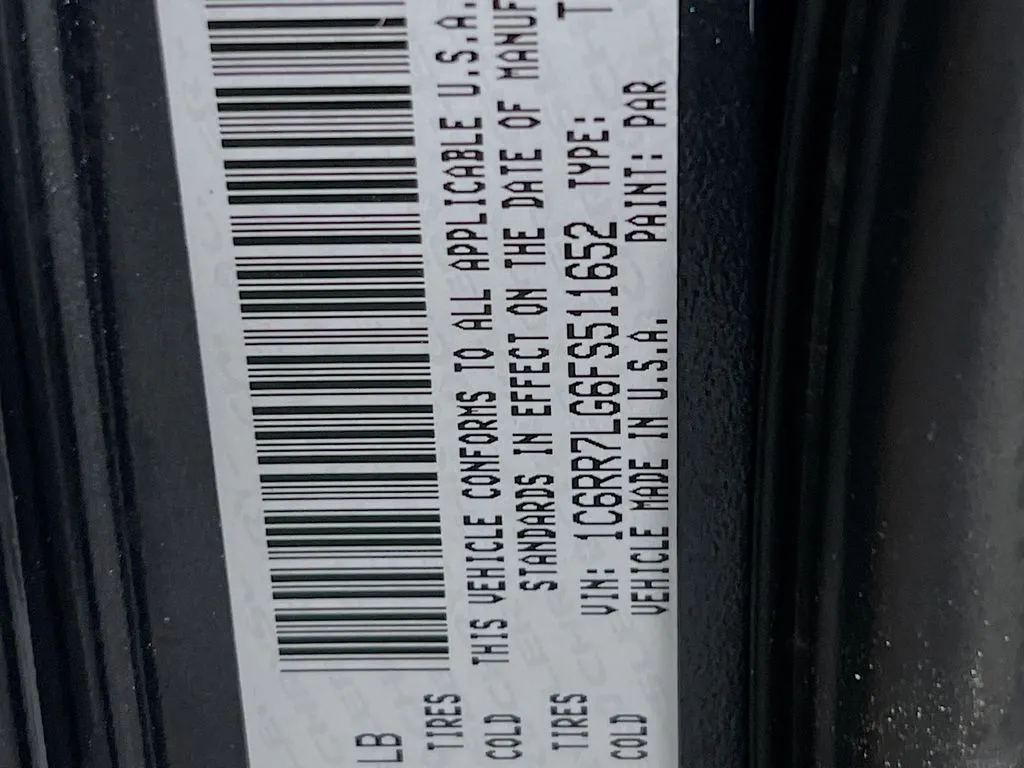 LB
TIRES
COLD
TIRES
COLD
THIS VEHICLE CONFORMS TO ALL APPLICABLE U.S.A.
STANDARDS IN EFFECT ON THE DATE OF MANUF
VIN: 1C6RR7LG6FS511652 TYPE: T
VEHICLE MADE IN U.S.A. PAINT: PAR